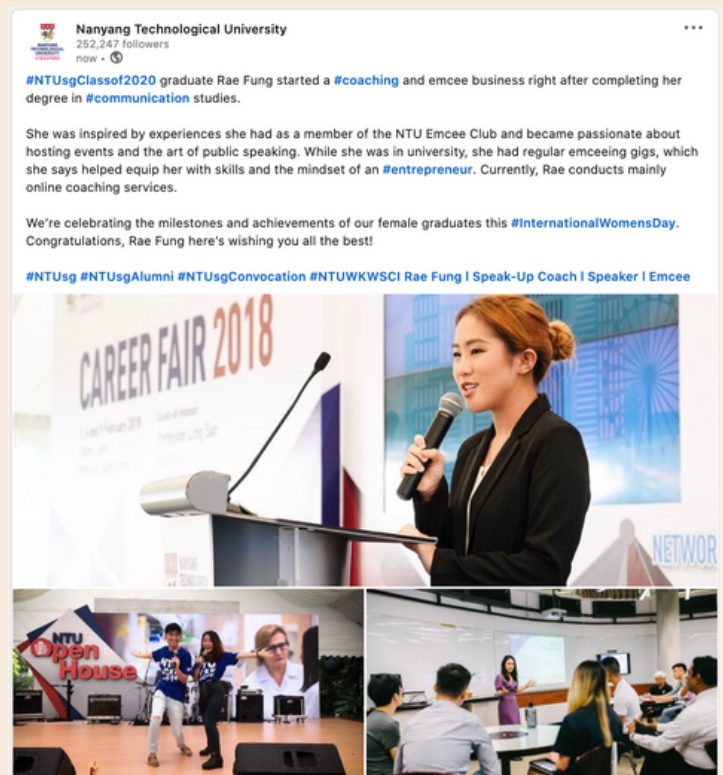 Nanyang Technological University
252,247 followers
now •
#NTUsgClassof2020 graduate Rae Fung started a #coaching and emcee business right after completing her
degree in #communication studies.
She was inspired by experiences she had as a member of the NTU Emcee Club and became passionate about
hosting events and the art of public speaking. While she was in university, she had regular emceeing gigs, which
she says helped equip her with skills and the mindset of an #entrepreneur. Currently, Rae conducts mainly
online coaching services.
We're celebrating the milestones and achievements of our female graduates this #InternationalWomensDay.
Congratulations, Rae Fung here's wishing you all the best!
#NTUsg #NTUsgAlumni #NTUsgConvocation #NTUWKWSCI Rae Fung I Speak-Up Coach I Speaker I Emcee
CAREER FAIR 2018
NETWOR
NTU
Open
House